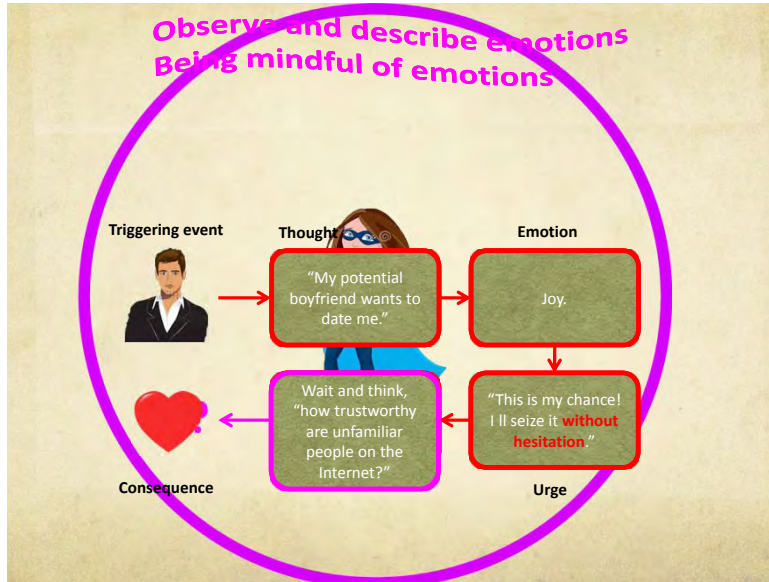 Observe and describe emotions
Being mindful of emotions
Triggering event
Thought
Emotion
“My potential
boyfriend wants to
date me.”
Joy.
Wait and think,
“how trustworthy
are unfamiliar
people on the
Internet?”
“This is my chance!
I ll seize it without
hesitation.”
Consequence
Urge